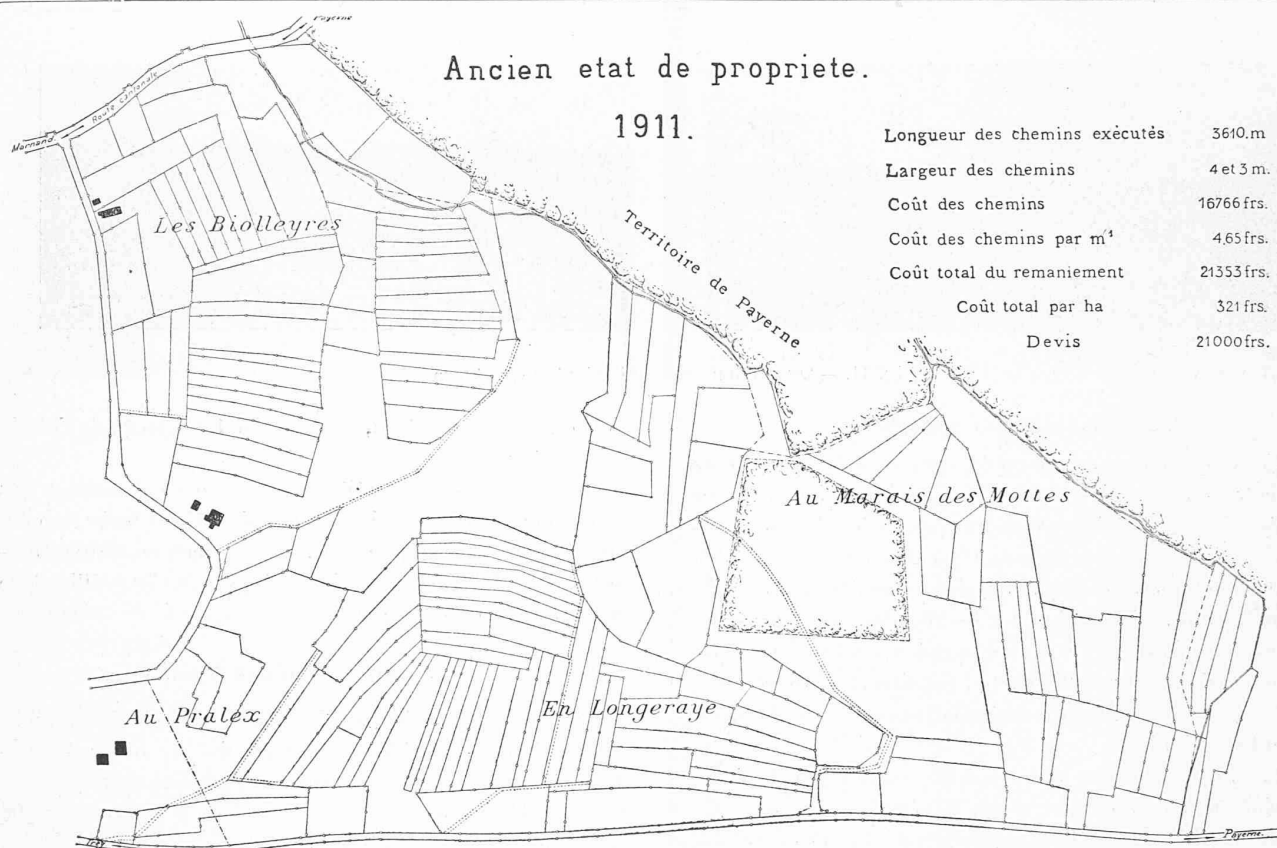 Payerne
Ancien etat de propriete.
1911.
Longueur des chemins exécutés 3610.m
Largeur des chemins 4 et 3 m.
Coût des chemins 16766 frs.
Coût des chemins par m¹ 4,65 frs.
Coût total du remaniement 21353 frs.
Coût total par ha 321 frs.
Devis 21000 frs.
Route cantonale
Marnand
Les Biolleyres
Territoire de Payerne
Au Marais des Mottes
Au Pralex
En Longeraye
Trey
Payerne.